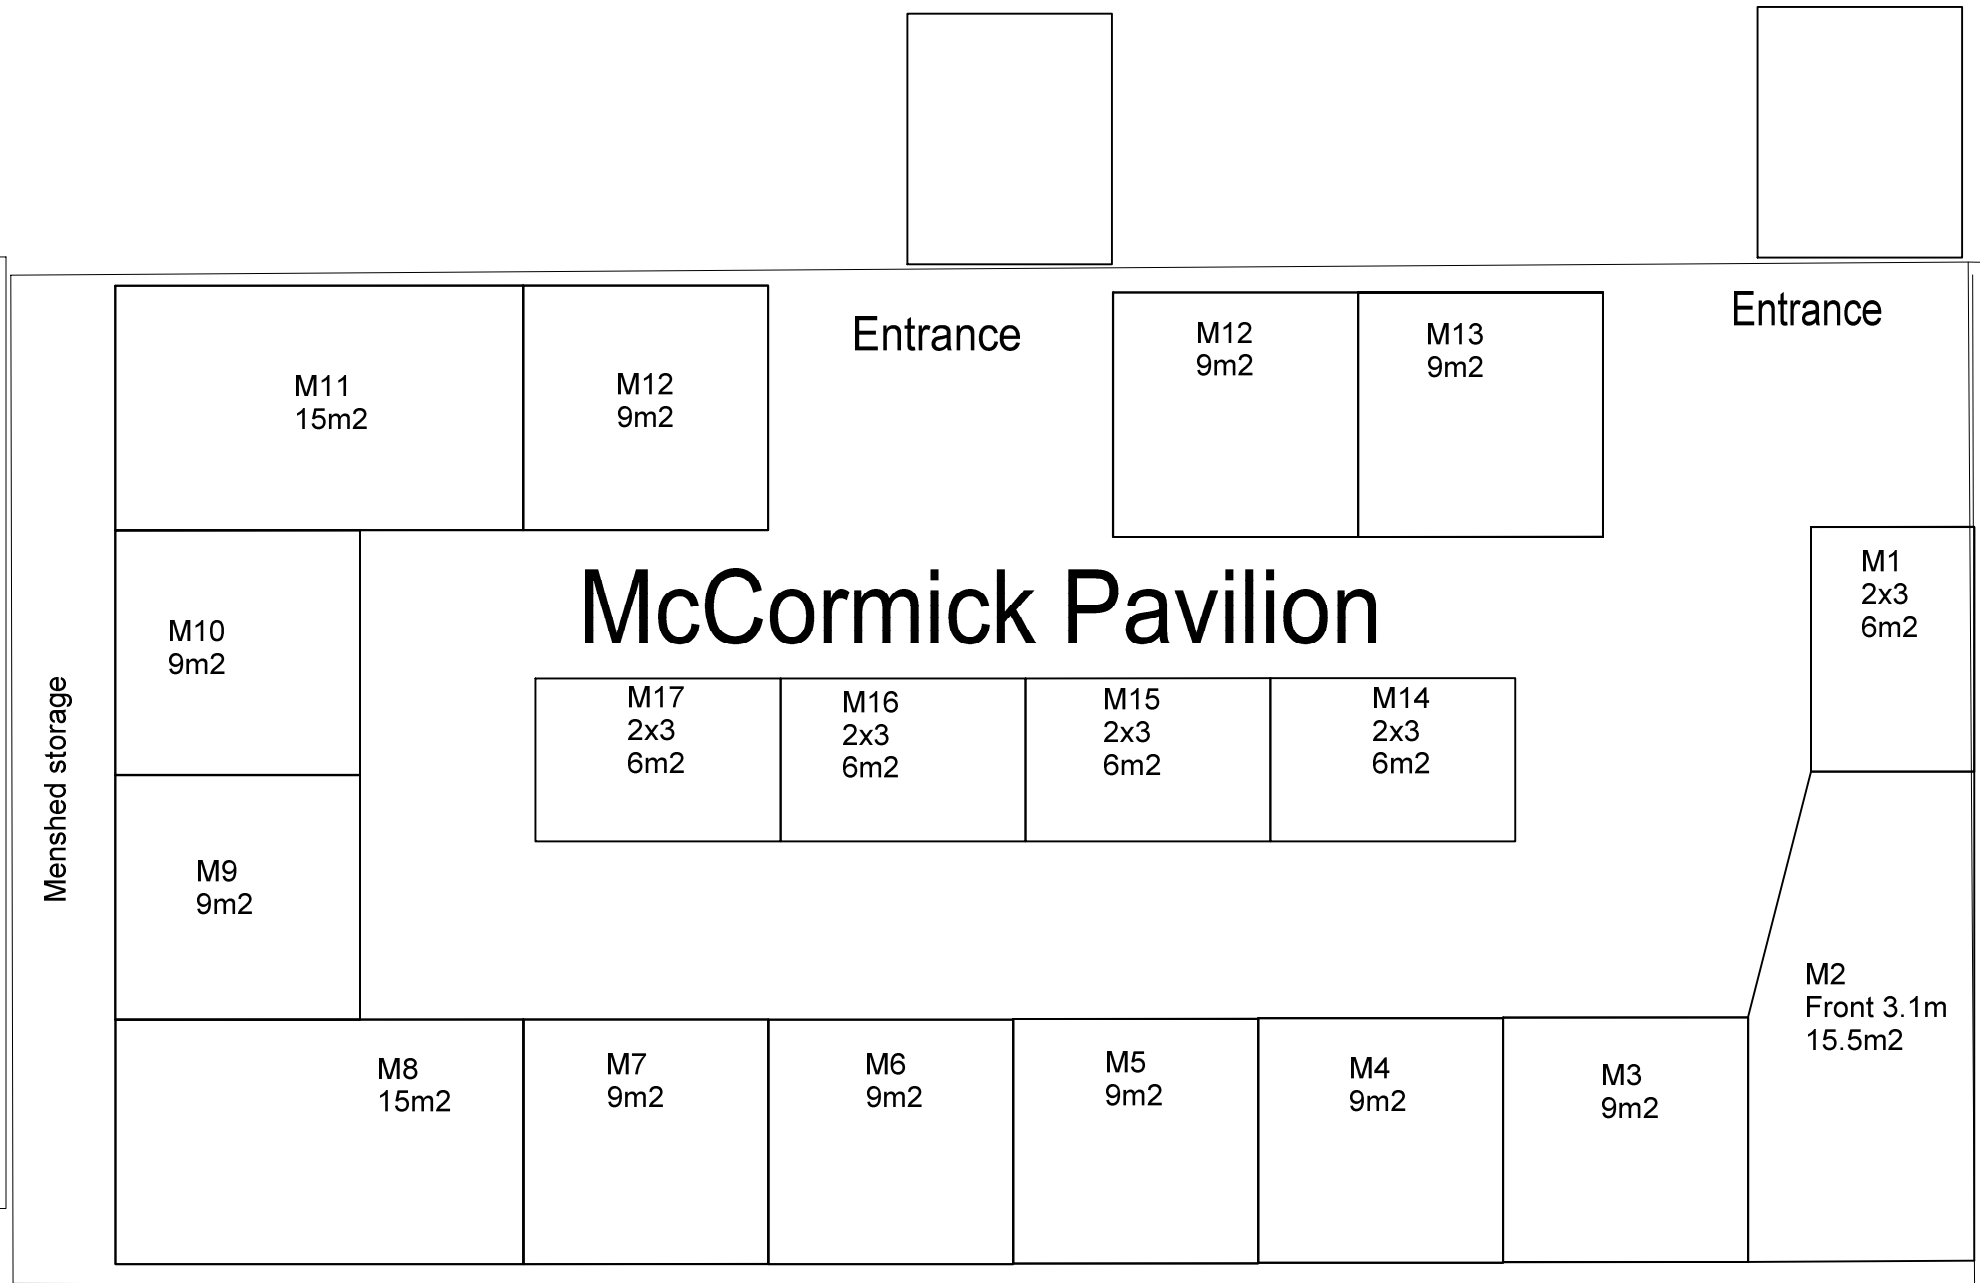 Entrance
Entrance
M11
15m2
M12
9m2
M12
9m2
M13
9m2
McCormick Pavilion
M1
2x3
6m2
M10
9m2
Menshed storage
M17
2x3
6m2
M16
2x3
6m2
M15
2x3
6m2
M14
2x3
6m2
M9
9m2
M2
Front 3.1m
15.5m2
M8
15m2
M7
9m2
M6
9m2
M5
9m2
M4
9m2
M3
9m2